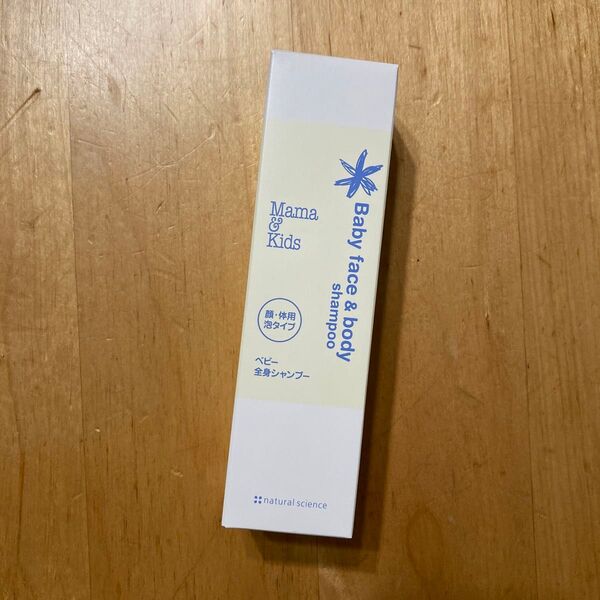 Baby face & body
shampoo
Mama
&
Kids
顔・体用
泡タイプ
ベビー
全身シャンプー
natural science